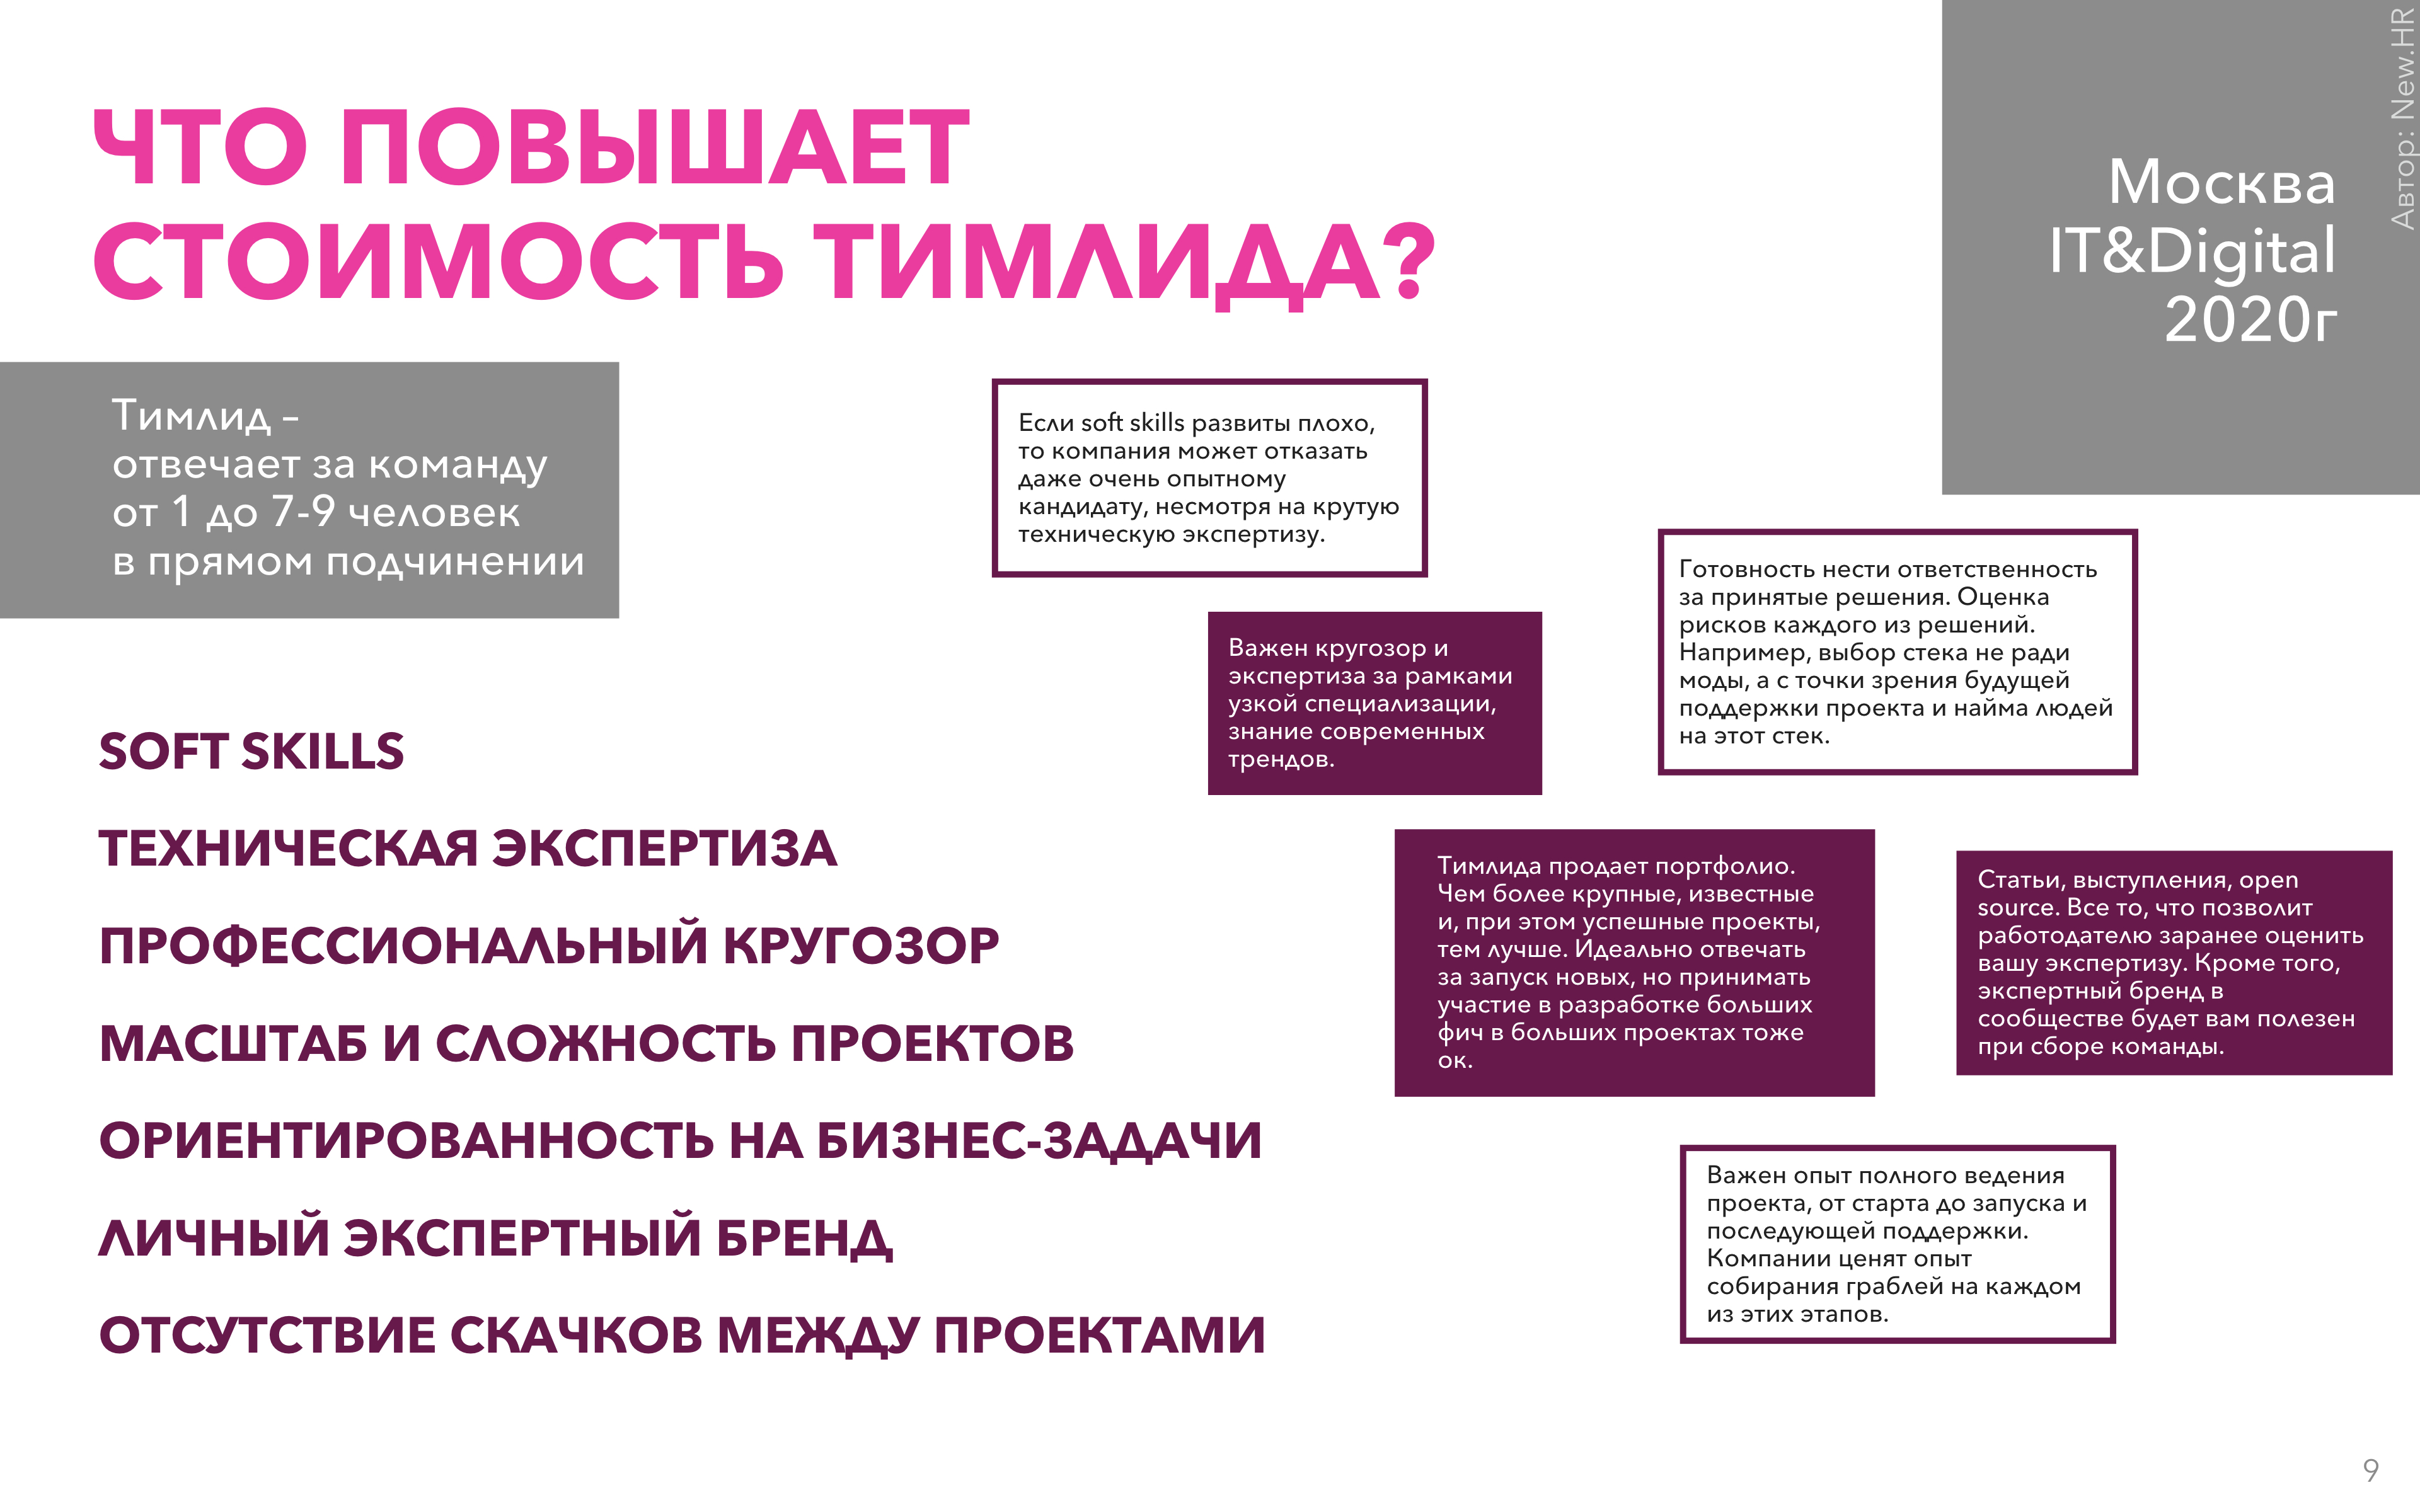 ЧТО ПОВЫШАЕТ
СТОИМОСТЬ ТИМЛИДА?
Москва
IT&Digital
2020г
Автор: New.HR
Тимлид –
отвечает за команду
от 1 до 7-9 человек
в прямом подчинении
SOFT SKILLS
ТЕХНИЧЕСКАЯ ЭКСПЕРТИЗА
ПРОФЕССИОНАЛЬНЫЙ КРУГОЗОР
МАСШТАБ И СЛОЖНОСТЬ ПРОЕКТОВ
ОРИЕНТИРОВАННОСТЬ НА БИЗНЕС-ЗАДАЧИ
ЛИЧНЫЙ ЭКСПЕРТНЫЙ БРЕНД
ОТСУТСТВИЕ СКАЧКОВ МЕЖДУ ПРОЕКТАМИ
Если soft skills развиты плохо,
то компания может отказать
даже очень опытному
кандидату, несмотря на крутую
техническую экспертизу.
Важен кругозор и
экспертиза за рамками
узкой специализации,
знание современных
трендов.
Готовность нести ответственность
за принятые решения. Оценка
рисков каждого из решений.
Например, выбор стека не ради
моды, а с точки зрения будущей
поддержки проекта и найма людей
на этот стек.
Тимлида продает портфолио.
Чем более крупные, известные
и, при этом успешные проекты,
тем лучше. Идеально отвечать
за запуск новых, но принимать
участие в разработке больших
фич в больших проектах тоже
ок.
Статьи, выступления, open
source. Все то, что позволит
работодателю заранее оценить
вашу экспертизу. Кроме того,
экспертный бренд в
сообществе будет вам полезен
при сборе команды.
Важен опыт полного ведения
проекта, от старта до запуска и
последующей поддержки.
Компании ценят опыт
собирания граблей на каждом
из этих этапов.
9